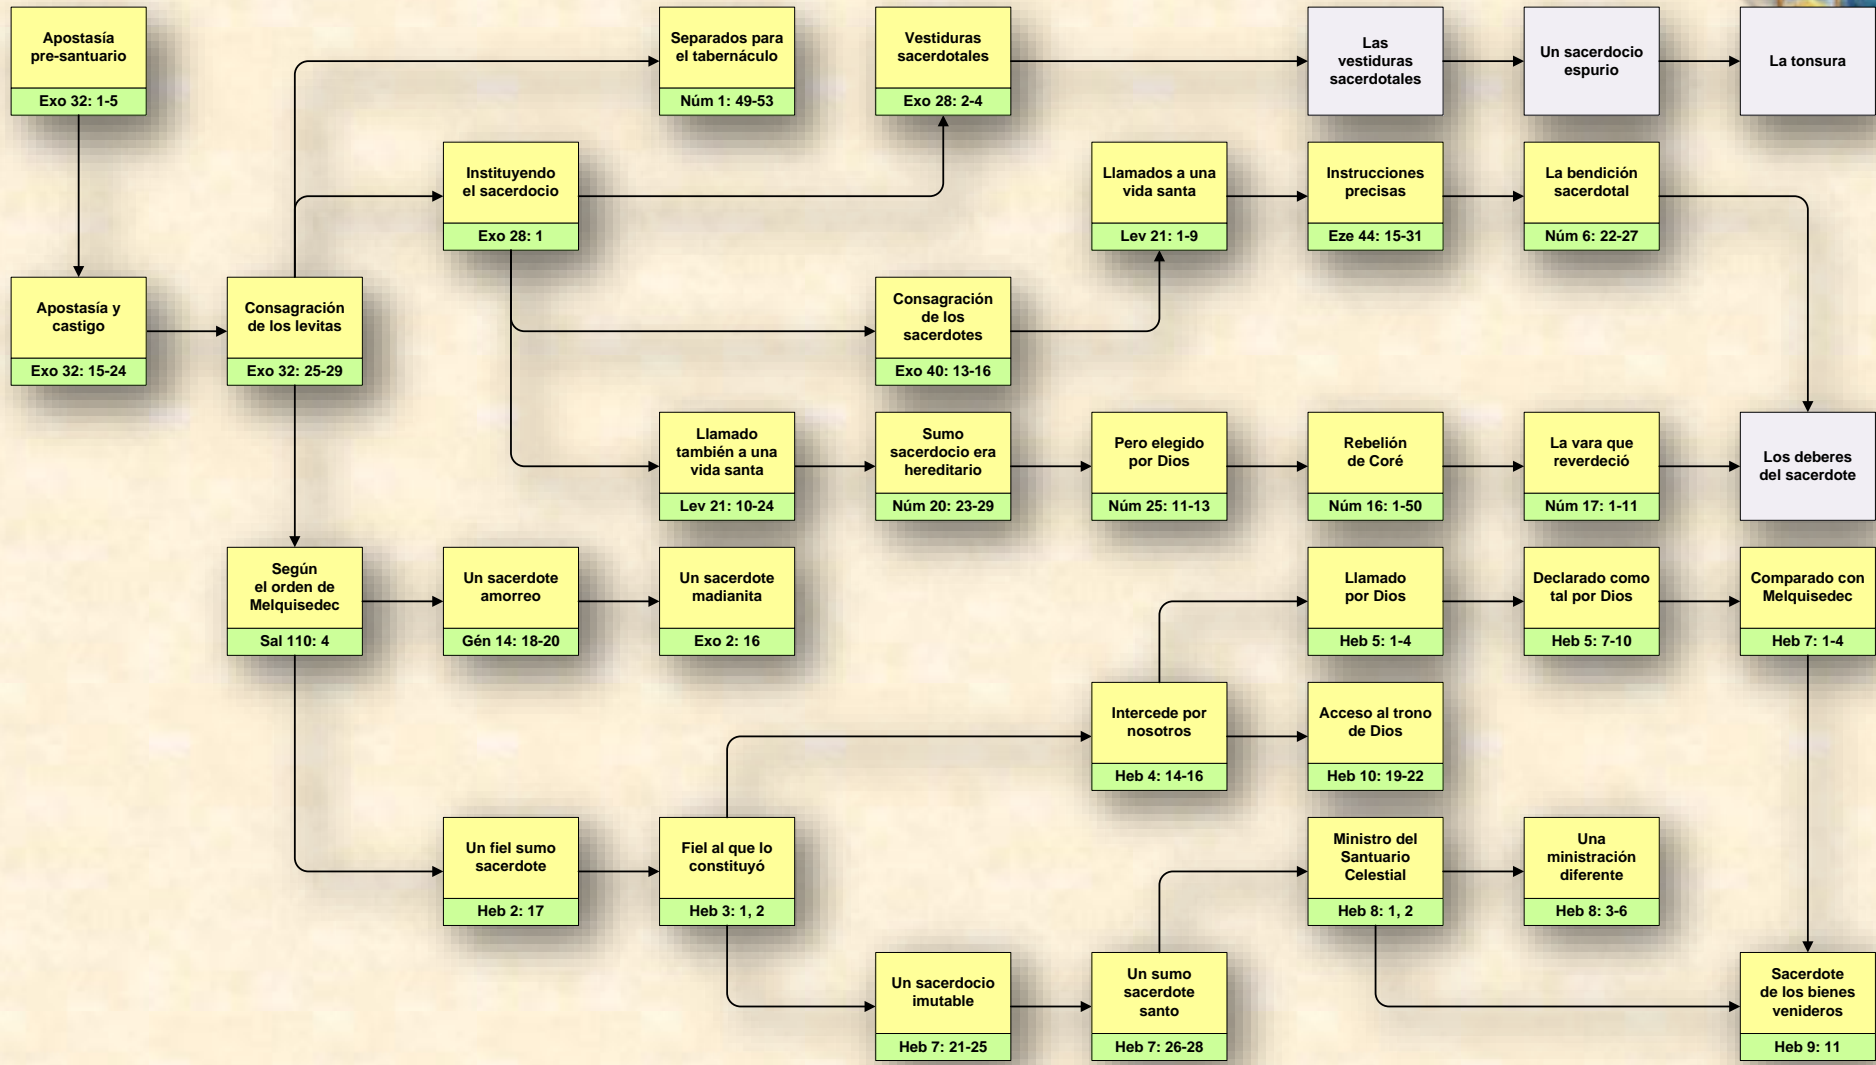 Apostasía
pre-santuario
Exo 32: 1-5
Separados para
el tabernáculo
Núm 1: 49-53
Vestiduras
sacerdotales
Exo 28: 2-4
Las
vestiduras
sacerdotales
Un sacerdocio
espurio
La tonsura
Instituyendo
el sacerdocio
Exo 28: 1
Llamados a una
vida santa
Lev 21: 1-9
Instrucciones
precisas
Eze 44: 15-31
La bendición
sacerdotal
Núm 6: 22-27
Apostasía y
castigo
Exo 32: 15-24
Consagración
de los levitas
Exo 32: 25-29
Consagración
de los
sacerdotes
Exo 40: 13-16
Llamado
también a una
vida santa
Lev 21: 10-24
Sumo
sacerdocio era
hereditario
Núm 20: 23-29
Pero elegido
por Dios
Núm 25: 11-13
Rebelión
de Coré
Núm 16: 1-50
La vara que
reverdeció
Núm 17: 1-11
Los deberes
del sacerdote
Según
el orden de
Melquisedec
Sal 110: 4
Un sacerdote
amorreo
Gén 14: 18-20
Un sacerdote
madianita
Exo 2: 16
Llamado
por Dios
Heb 5: 1-4
Declarado como
tal por Dios
Heb 5: 7-10
Comparado con
Melquisedec
Heb 7: 1-4
Intercede por
nosotros
Heb 4: 14-16
Acceso al trono
de Dios
Heb 10: 19-22
Un fiel sumo
sacerdote
Heb 2: 17
Fiel al que lo
constituyó
Heb 3: 1, 2
Ministro del
Santuario
Celestial
Heb 8: 1, 2
Una
ministración
diferente
Heb 8: 3-6
Un sacerdocio
imutable
Heb 7: 21-25
Un sumo
sacerdote
santo
Heb 7: 26-28
Sacerdote
de los bienes
venideros
Heb 9: 11